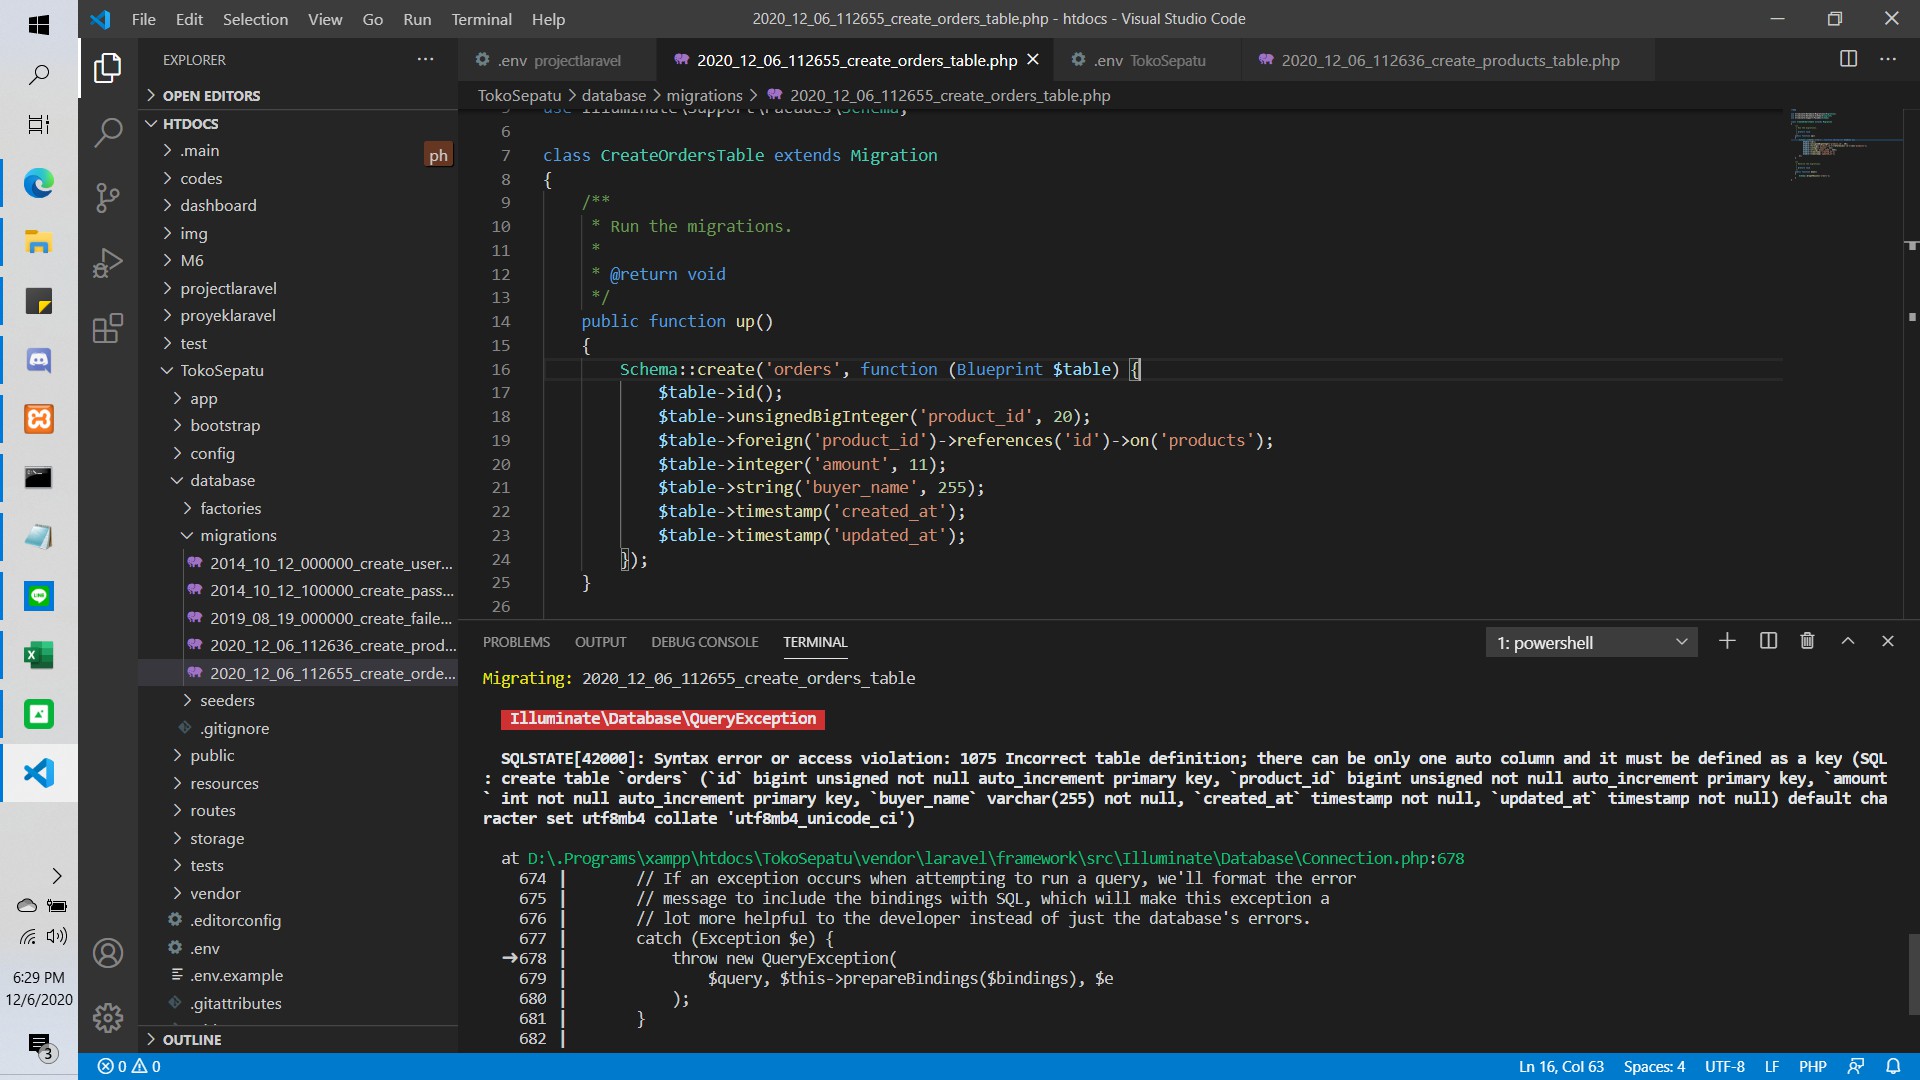 File Edit Selection View Go Run Terminal Help
2020_12_06_112655_create_orders_table.php - htdocs - Visual Studio Code
EXPLORER
OPEN EDITORS
HTDOCS
.main
ph
codes
dashboard
img
M6
projectlaravel
proyeklaravel
test
TokoSepatu
app
bootstrap
config
database
factories
migrations
2014_10_12_000000_create_user...
2014_10_12_100000_create_pass...
2019_08_19_000000_create_faile...
2020_12_06_112636_create_prod...
2020_12_06_112655_create_orde...
seeders
.gitignore
public
resources
routes
storage
tests
vendor
.editorconfig
.env
.env.example
.gitattributes
OUTLINE
.env projectlaravel
2020_12_06_112655_create_orders_table.php
.env TokoSepatu
2020_12_06_112636_create_products_table.php
TokoSepatu > database > migrations > 2020_12_06_112655_create_orders_table.php
5 use Illuminate\Support\Facades\Schema;
6
7 class CreateOrdersTable extends Migration
8 {
9 /**
10 * Run the migrations.
11 *
12 * @return void
13 */
14 public function up()
15 {
16 Schema::create('orders', function (Blueprint $table) {
17 $table->id();
18 $table->unsignedBigInteger('product_id', 20);
19 $table->foreign('product_id')->references('id')->on('products');
20 $table->integer('amount', 11);
21 $table->string('buyer_name', 255);
22 $table->timestamp('created_at');
23 $table->timestamp('updated_at');
24 });
25 }
26
PROBLEMS OUTPUT DEBUG CONSOLE TERMINAL
1: powershell
Migrating: 2020_12_06_112655_create_orders_table
Illuminate\Database\QueryException
SQLSTATE[42000]: Syntax error or access violation: 1075 Incorrect table definition; there can be only one auto column and it must be defined as a key (SQL
: create table `orders` (`id` bigint unsigned not null auto_increment primary key, `product_id` bigint unsigned not null auto_increment primary key, `amount
` int not null auto_increment primary key, `buyer_name` varchar(255) not null, `created_at` timestamp not null, `updated_at` timestamp not null) default cha
racter set utf8mb4 collate 'utf8mb4_unicode_ci')
at D:\.Programs\xampp\htdocs\TokoSepatu\vendor\laravel\framework\src\Illuminate\Database\Connection.php:678
674 | // If an exception occurs when attempting to run a query, we'll format the error
675 | // message to include the bindings with SQL, which will make this exception a
676 | // lot more helpful to the developer instead of just the database's errors.
677 | catch (Exception $e) {
➜678 | throw new QueryException(
679 | $query, $this->prepareBindings($bindings), $e
680 | );
681 | }
682 |
6:29 PM
12/6/2020
3
0 0
Ln 16, Col 63 Spaces: 4 UTF-8 LF PHP